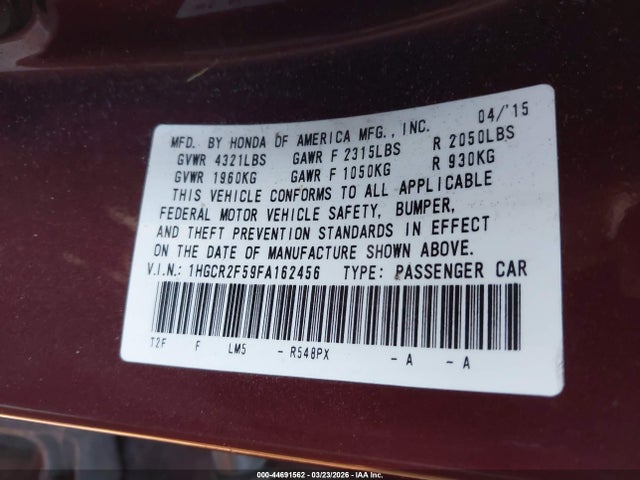 04/'15
MFD. BY HONDA OF AMERICA MFG., INC.
GVWR 4321LBS GAWR F 2315LBS R 2050LBS
GVWR 1960KG GAWR F 1050KG R 930KG
THIS VEHICLE CONFORMS TO ALL APPLICABLE
FEDERAL MOTOR VEHICLE SAFETY, BUMPER,
AND THEFT PREVENTION STANDARDS IN EFFECT
ON THE DATE OF MANUFACTURE SHOWN ABOVE.
V.I.N.: 1HGCR2F59FA162456 TYPE: PASSENGER CAR
T2F F LM5 - R548PX - A - A
000-44691562 - 03/23/2026 - IAAI Inc.